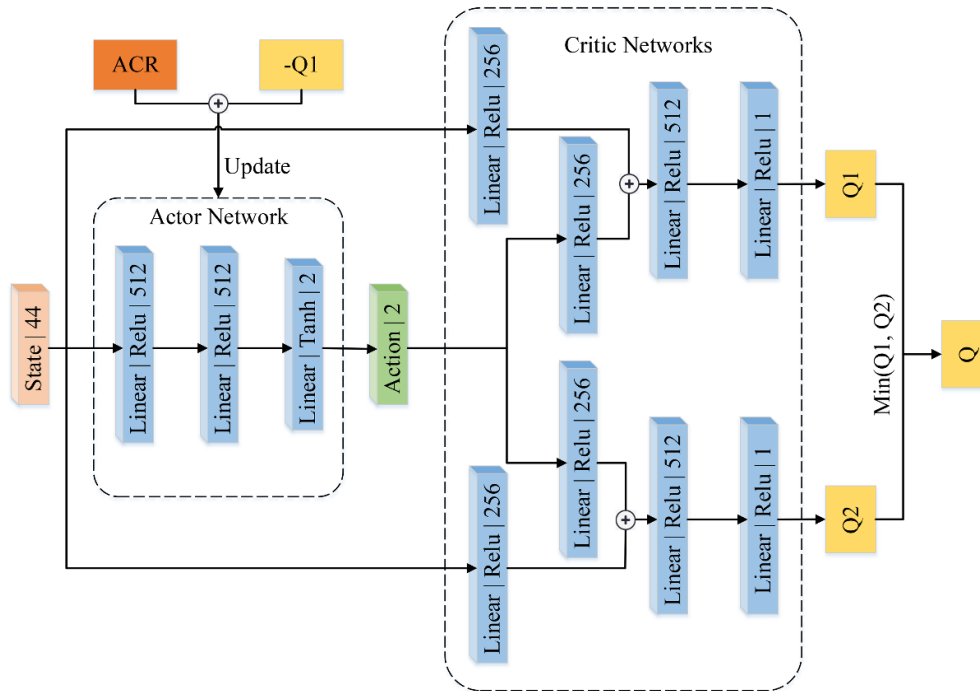 ACR
-Q1
Update
Actor Network
State | 44
Linear | Relu | 512
Linear | Relu | 512
Linear | Tanh | 2
Action | 2
Critic Networks
Linear | Relu | 256
Linear | Relu | 256
Linear | Relu | 512
Linear | Relu | 1
Q1
Linear | Relu | 256
Linear | Relu | 256
Linear | Relu | 512
Linear | Relu | 1
Q2
Min(Q1, Q2)
Q